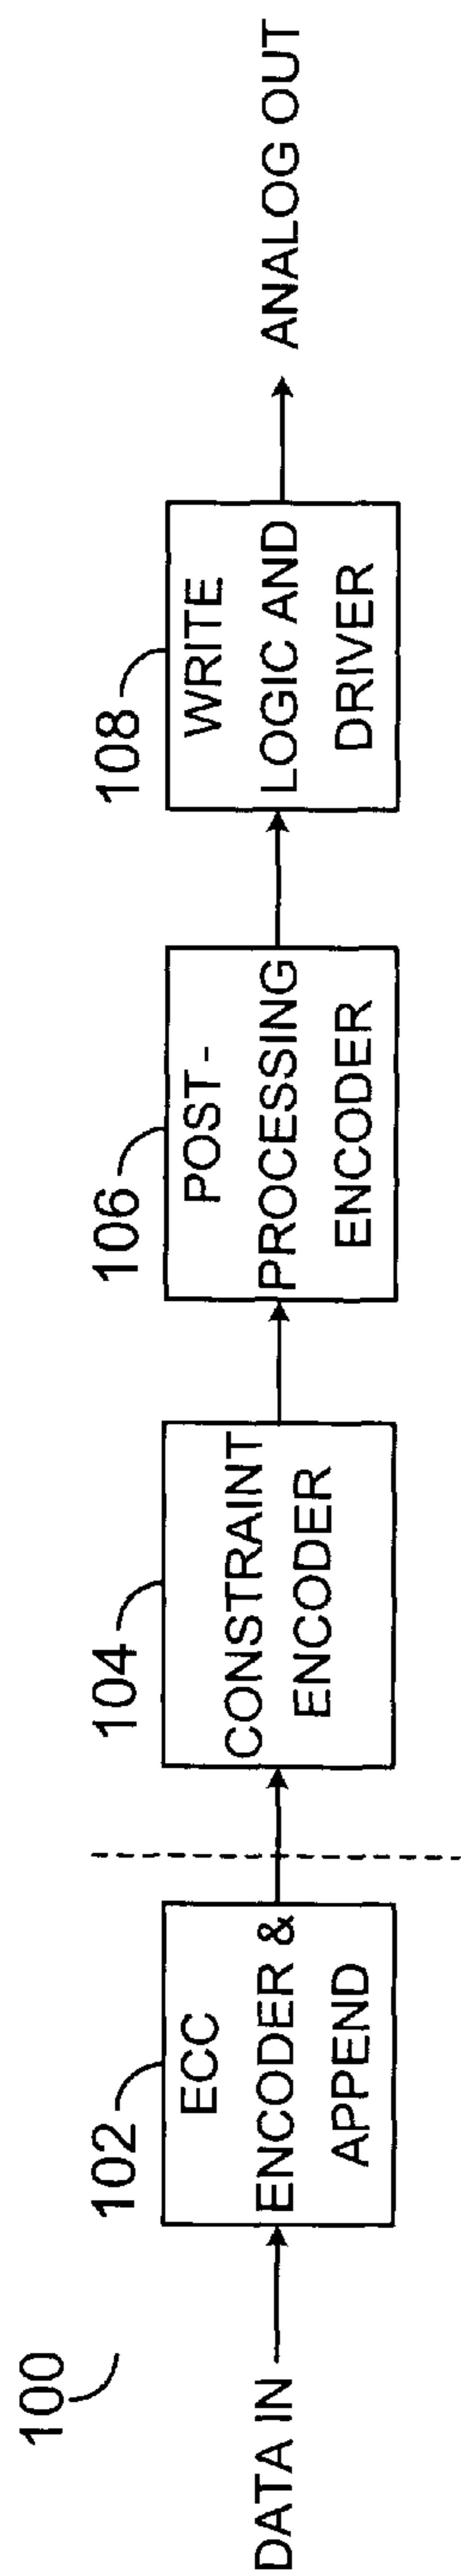 100
DATA IN
102
ECC
ENCODER &
APPEND
104
CONSTRAINT
ENCODER
106
POST-
PROCESSING
ENCODER
108
WRITE
LOGIC AND
DRIVER
ANALOG OUT